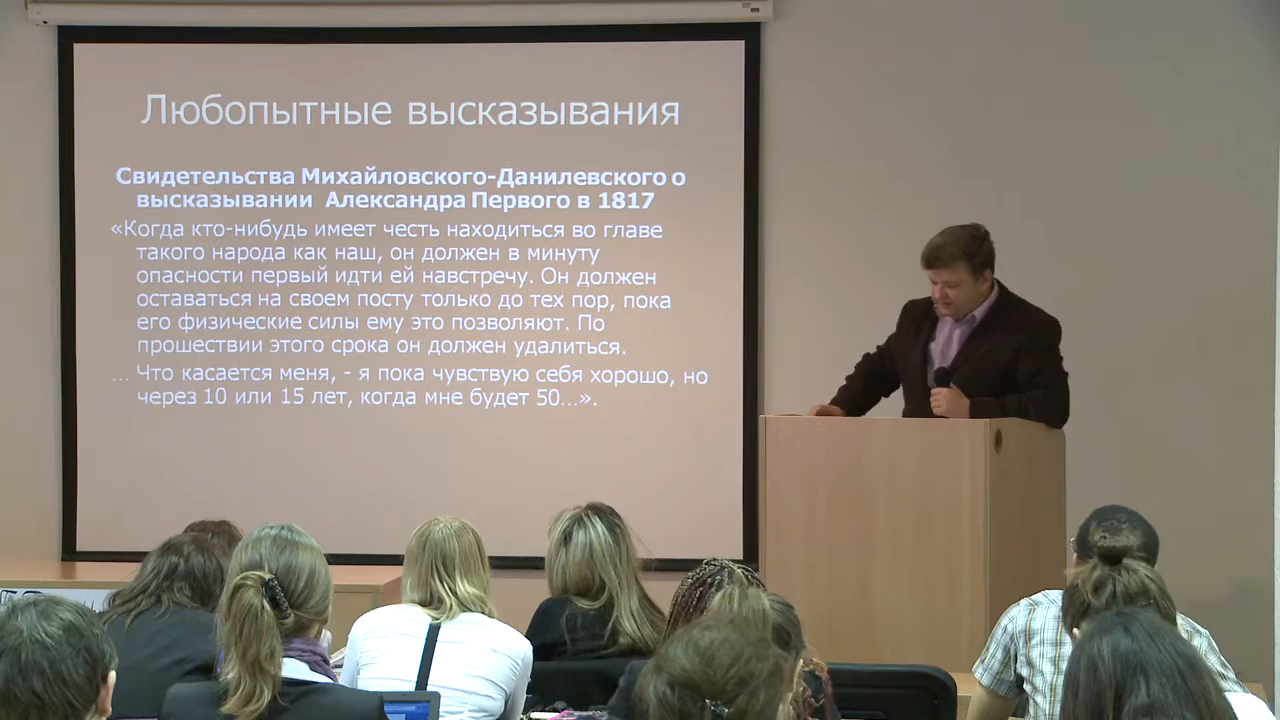 Любопытные высказывания
Свидетельства Михайловского-Данилевского о
высказывании Александра Первого в 1817
«Когда кто-нибудь имеет честь находиться во главе
такого народа как наш, он должен в минуту
опасности первый идти ей навстречу. Он должен
оставаться на своем посту только до тех пор, пока
его физические силы ему это позволяют. По
прошествии этого срока он должен удалиться.
... Что касается меня, - я пока чувствую себя хорошо, но
через 10 или 15 лет, когда мне будет 50...».